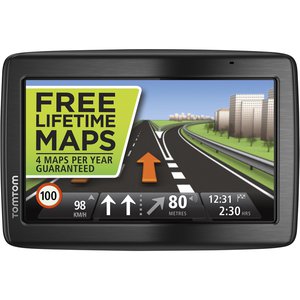 FREE
LIFETIME
MAPS
4 MAPS PER YEAR
GUARANTEED
TOMTOM
100
98
KM/H
80
METRES
12:31
2:30 HRS